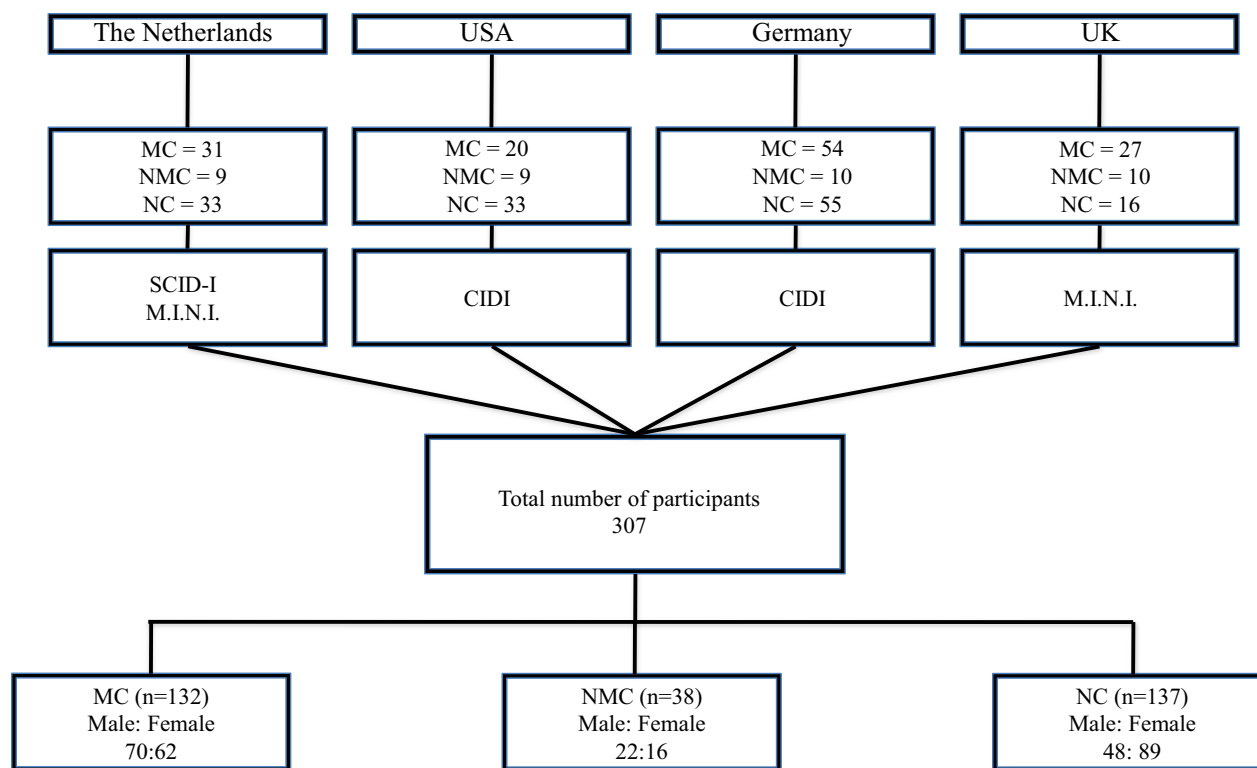 The Netherlands
USA
Germany
UK
MC = 31
NMC = 9
NC = 33
MC = 20
NMC = 9
NC = 33
MC = 54
NMC = 10
NC = 55
MC = 27
NMC = 10
NC = 16
SCID-I
M.I.N.I.
CIDI
CIDI
M.I.N.I.
Total number of participants
307
MC (n=132)
Male: Female
70:62
NMC (n=38)
Male: Female
22:16
NC (n=137)
Male: Female
48: 89